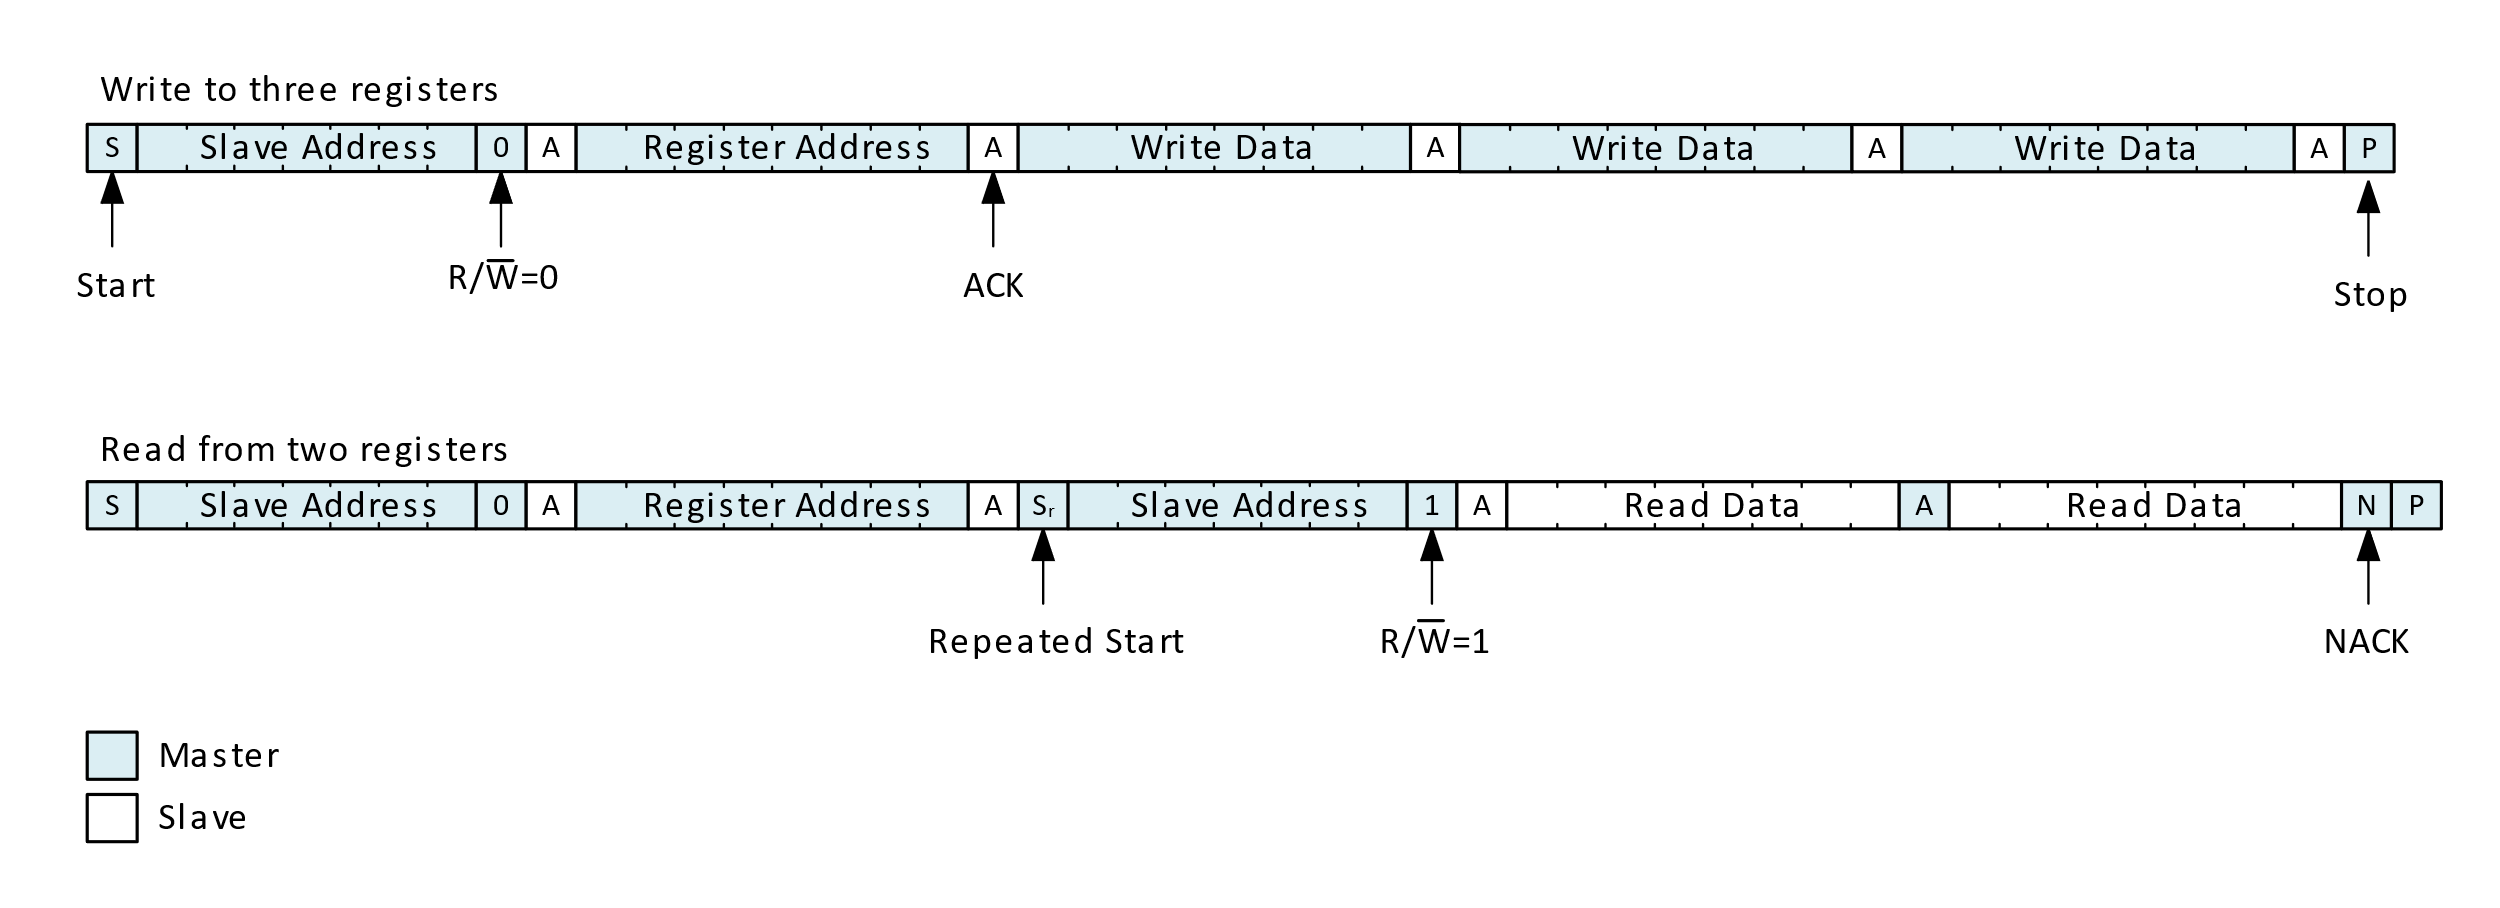 Write to three registers
S Slave Address 0 A Register Address A Write Data A Write Data A Write Data A P
Start R/W̅=0 ACK Stop
Read from two registers
S Slave Address 0 A Register Address A Sr Slave Address 1 A Read Data A Read Data N P
Repeated Start R/W̅=1 NACK
Master
Slave